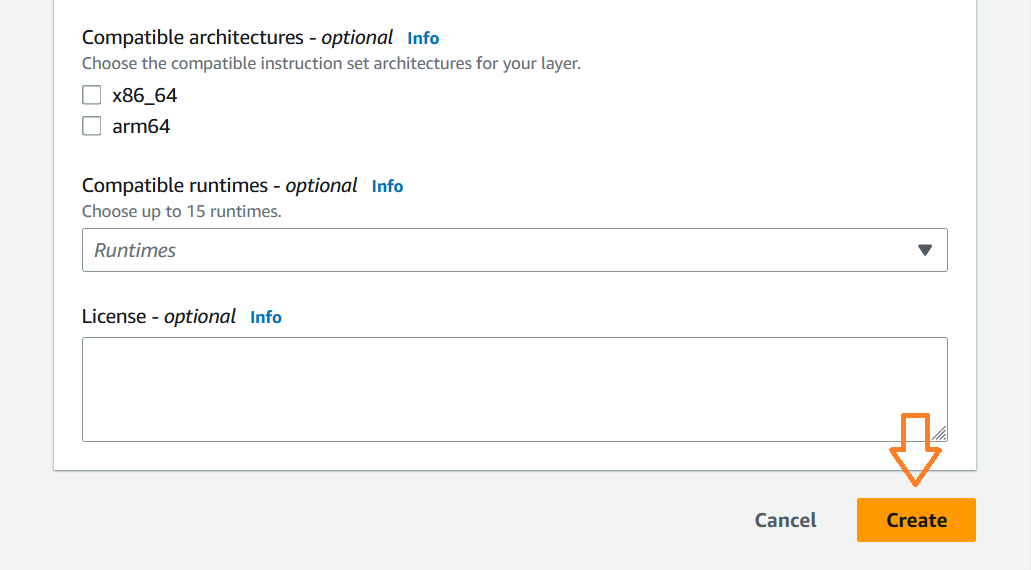 Compatible architectures - optional Info
Choose the compatible instruction set architectures for your layer.
x86_64
arm64
Compatible runtimes - optional Info
Choose up to 15 runtimes.
Runtimes
License - optional Info
Cancel Create